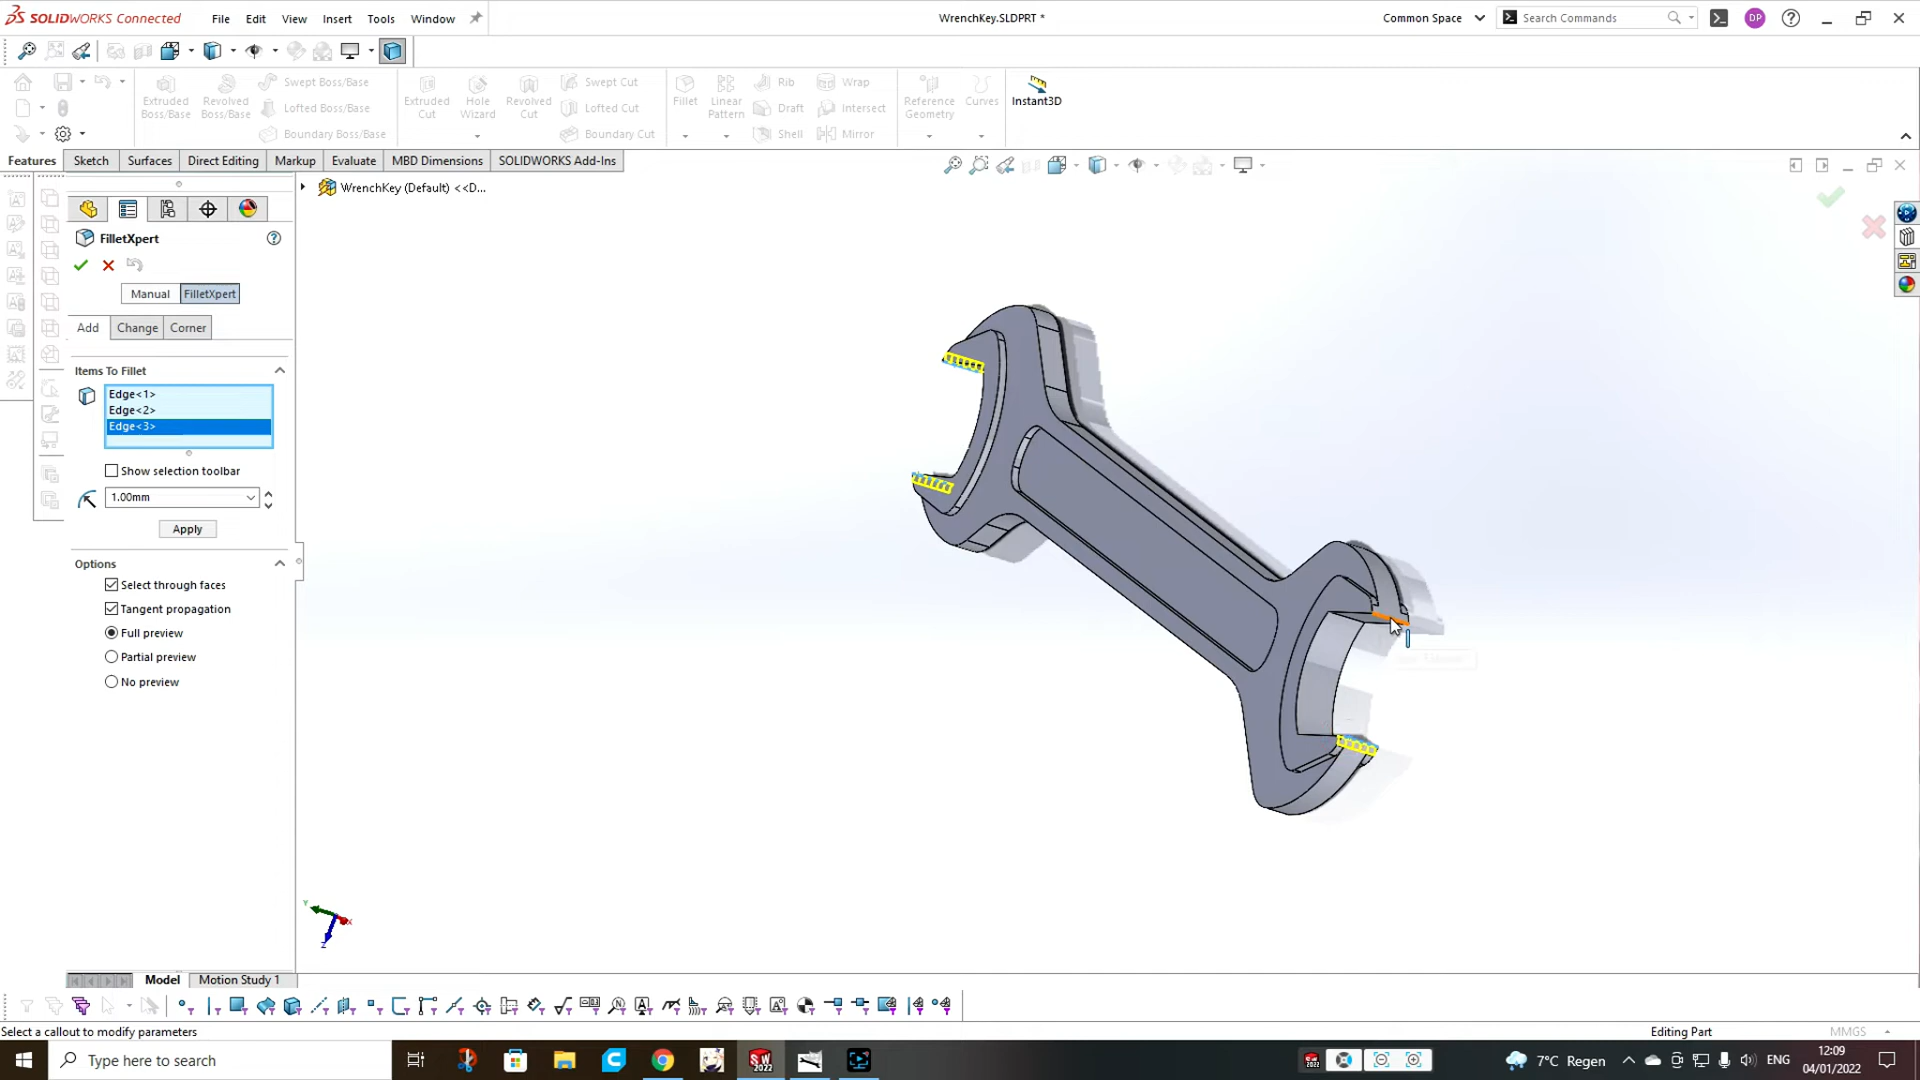 SOLIDWORKS Connected
File Edit View Insert Tools Window
WrenchKey.SLDPRT *
Common Space
Search Commands
DP
Extruded Boss/Base
Revolved Boss/Base
Swept Boss/Base
Lofted Boss/Base
Boundary Boss/Base
Extruded Cut
Hole Wizard
Revolved Cut
Swept Cut
Lofted Cut
Boundary Cut
Fillet
Linear Pattern
Rib
Draft
Shell
Wrap
Intersect
Mirror
Reference Geometry
Curves
Instant3D
Features Sketch Surfaces Direct Editing Markup Evaluate MBD Dimensions SOLIDWORKS Add-Ins
WrenchKey (Default) <<D...
FilletXpert
Manual FilletXpert
Add Change Corner
Items To Fillet
Edge<1>
Edge<2>
Edge<3>
Show selection toolbar
1.00mm
Apply
Options
Select through faces
Tangent propagation
Full preview
Partial preview
No preview
Y
X
Z
Model Motion Study 1
Select a callout to modify parameters
Editing Part
MMGS
Type here to search
SW 2022
7°C Regen
ENG
12:09
04/01/2022